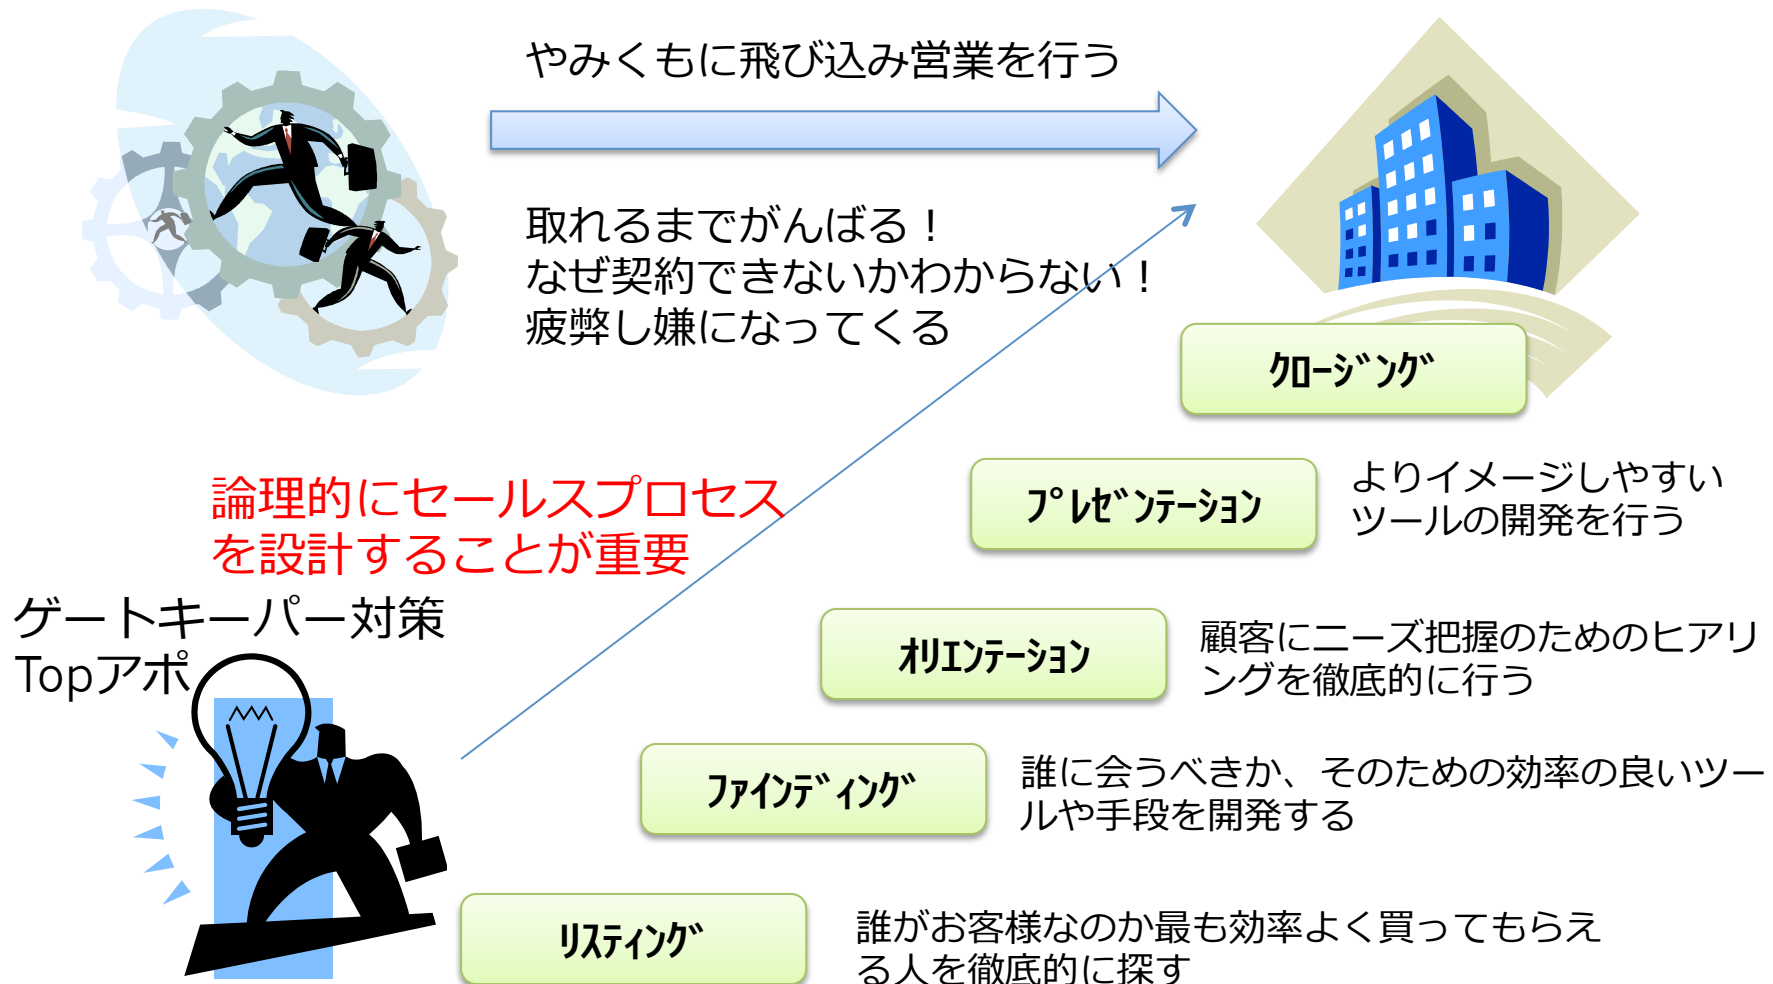 やみくもに飛び込み営業を行う
取れるまでがんばる！
なぜ契約できないかわからない！
疲弊し嫌になってくる
ｸﾛｰｼﾞﾝｸﾞ
ﾌﾟﾚｾﾞﾝﾃｰｼｮﾝ
よりイメージしやすい
ツールの開発を行う
論理的にセールスプロセス
を設計することが重要
ゲートキーパー対策
Topアポ
ｵﾘｴﾝﾃｰｼｮﾝ
顧客にニーズ把握のためのヒアリ
ングを徹底的に行う
ﾌｧｲﾝﾃﾞｨﾝｸﾞ
誰に会うべきか、そのための効率の良いツー
ルや手段を開発する
ﾘｽﾃｨﾝｸﾞ
誰がお客様なのか最も効率よく買ってもらえ
る人を徹底的に探す